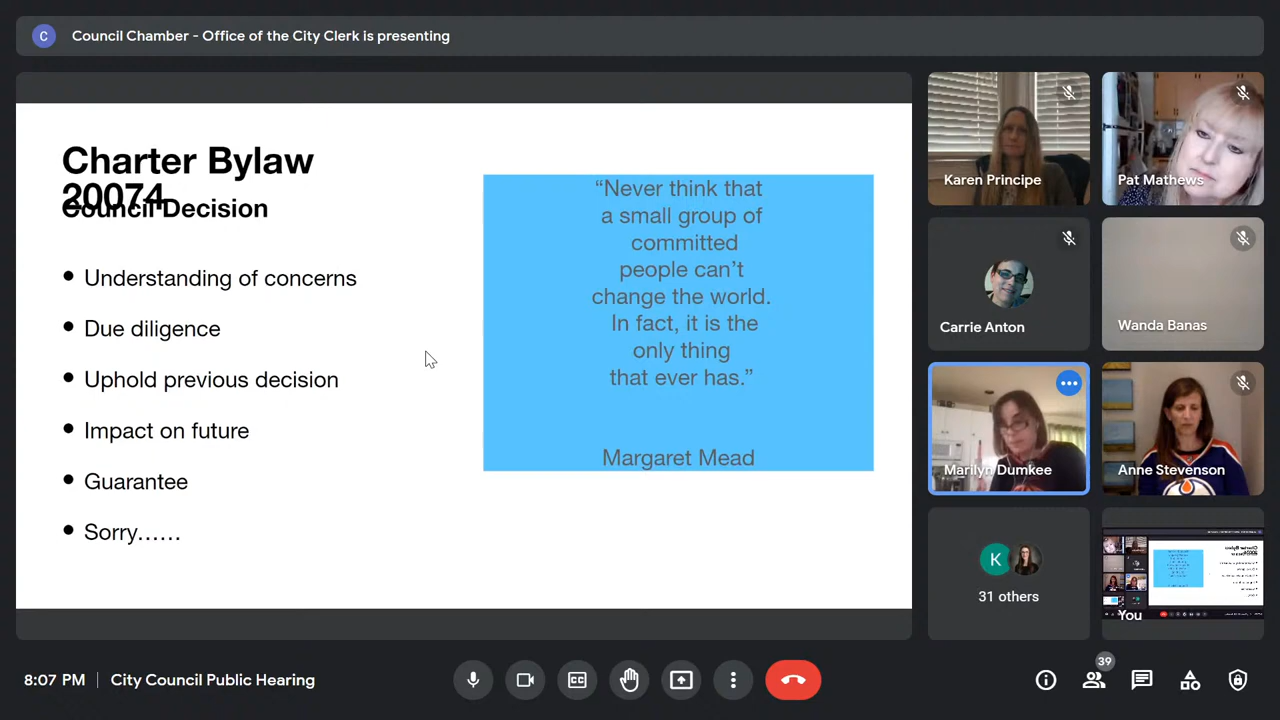 C
Council Chamber - Office of the City Clerk is presenting
Charter Bylaw
20074
Council Decision
• Understanding of concerns
• Due diligence
• Uphold previous decision
• Impact on future
• Guarantee
• Sorry……
“Never think that
a small group of
committed
people can’t
change the world.
In fact, it is the
only thing
that ever has.”
Margaret Mead
Karen Principe
Pat Mathews
Carrie Anton
Wanda Banas
Marilyn Dumkee
Anne Stevenson
K
31 others
You
8:07 PM | City Council Public Hearing
39